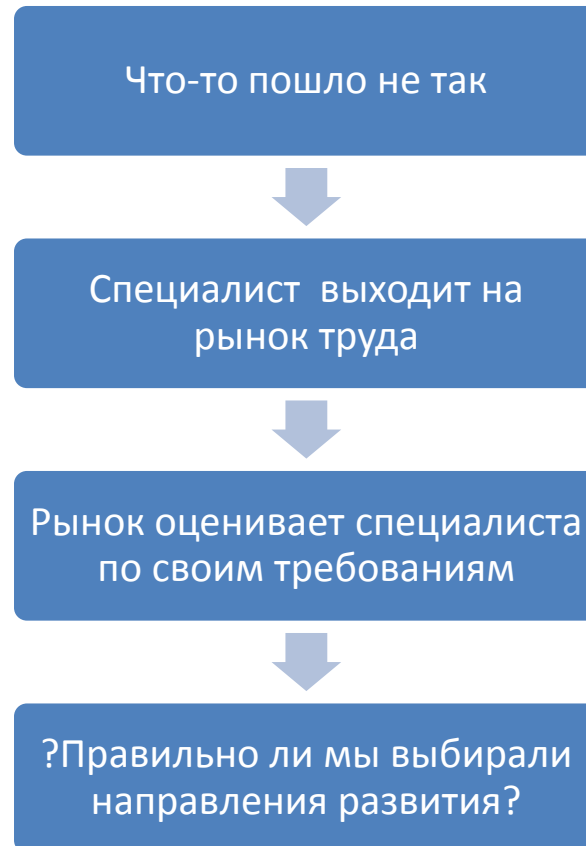 Что-то пошло не так
Специалист выходит на
рынок труда
Рынок оценивает специалиста
по своим требованиям
?Правильно ли мы выбирали
направления развития?